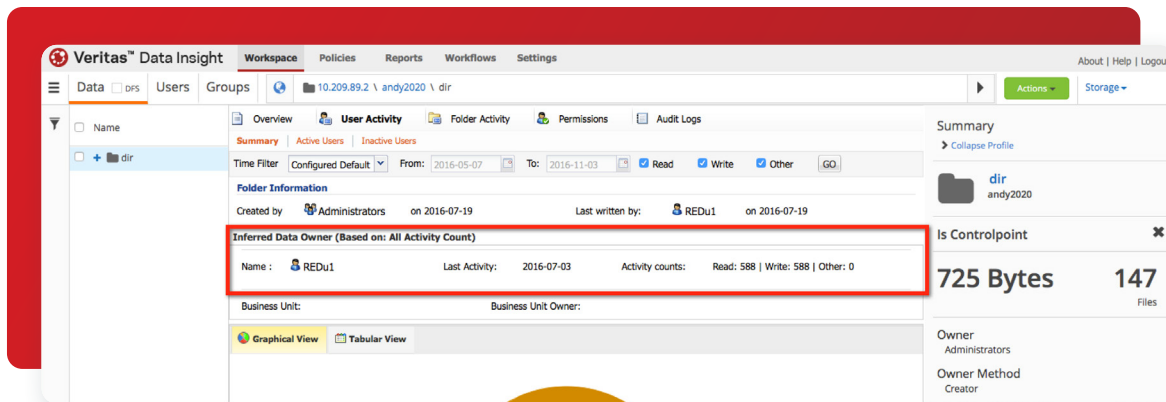 Veritas™ Data Insight Workspace Policies Reports Workflows Settings
About | Help | Logou
Data DFS Users Groups 10.209.89.2 \ andy2020 \ dir Actions Storage
Name
dir
Overview User Activity Folder Activity Permissions Audit Logs
Summary Active Users Inactive Users
Time Filter Configured Default From: 2016-05-07 To: 2016-11-03 Read Write Other GO
Folder Information
Created by Administrators on 2016-07-19 Last written by: REDu1 on 2016-07-19
Inferred Data Owner (Based on: All Activity Count)
Name : REDu1 Last Activity: 2016-07-03 Activity counts: Read: 588 | Write: 588 | Other: 0
Business Unit: Business Unit Owner:
Graphical View Tabular View
Summary
Collapse Profile
dir
andy2020
Is Controlpoint
725 Bytes 147
Files
Owner
Administrators
Owner Method
Creator